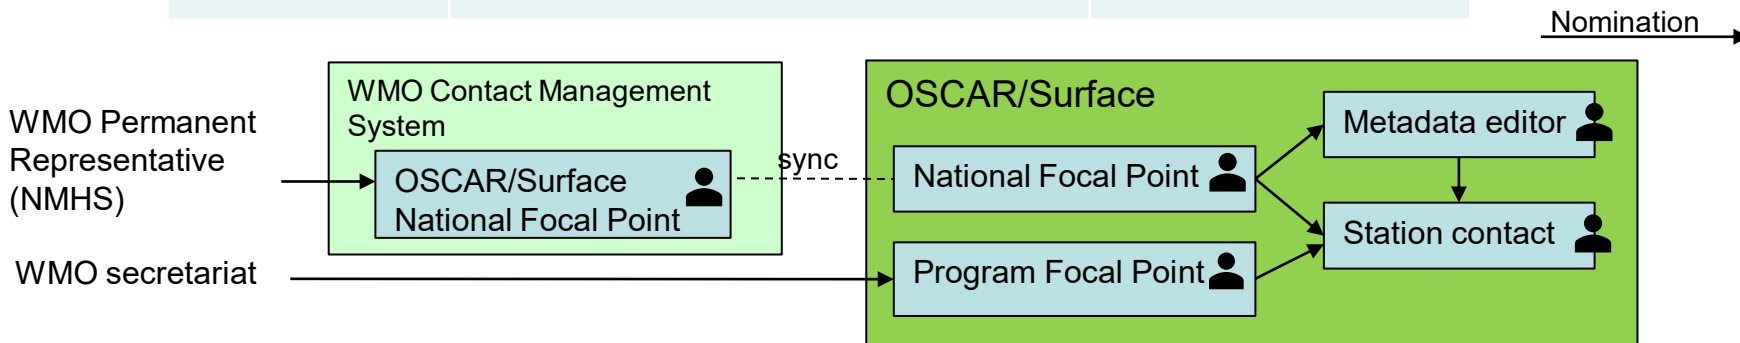 Nomination
WMO Permanent
Representative
(NMHS)
WMO Contact Management
System
OSCAR/Surface
National Focal Point
sync
OSCAR/Surface
National Focal Point
Metadata editor
Station contact
WMO secretariat
Program Focal Point